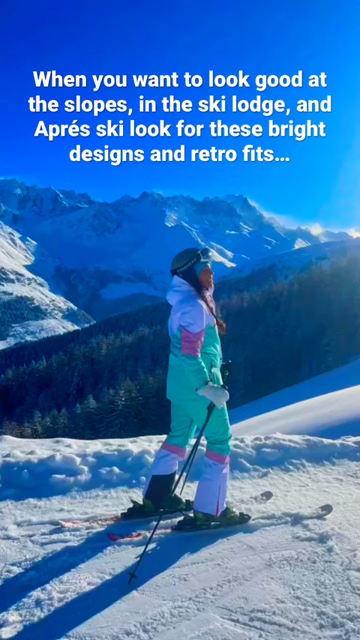 When you want to look good at
the slopes, in the ski lodge, and
Aprés ski look for these bright
designs and retro fits...